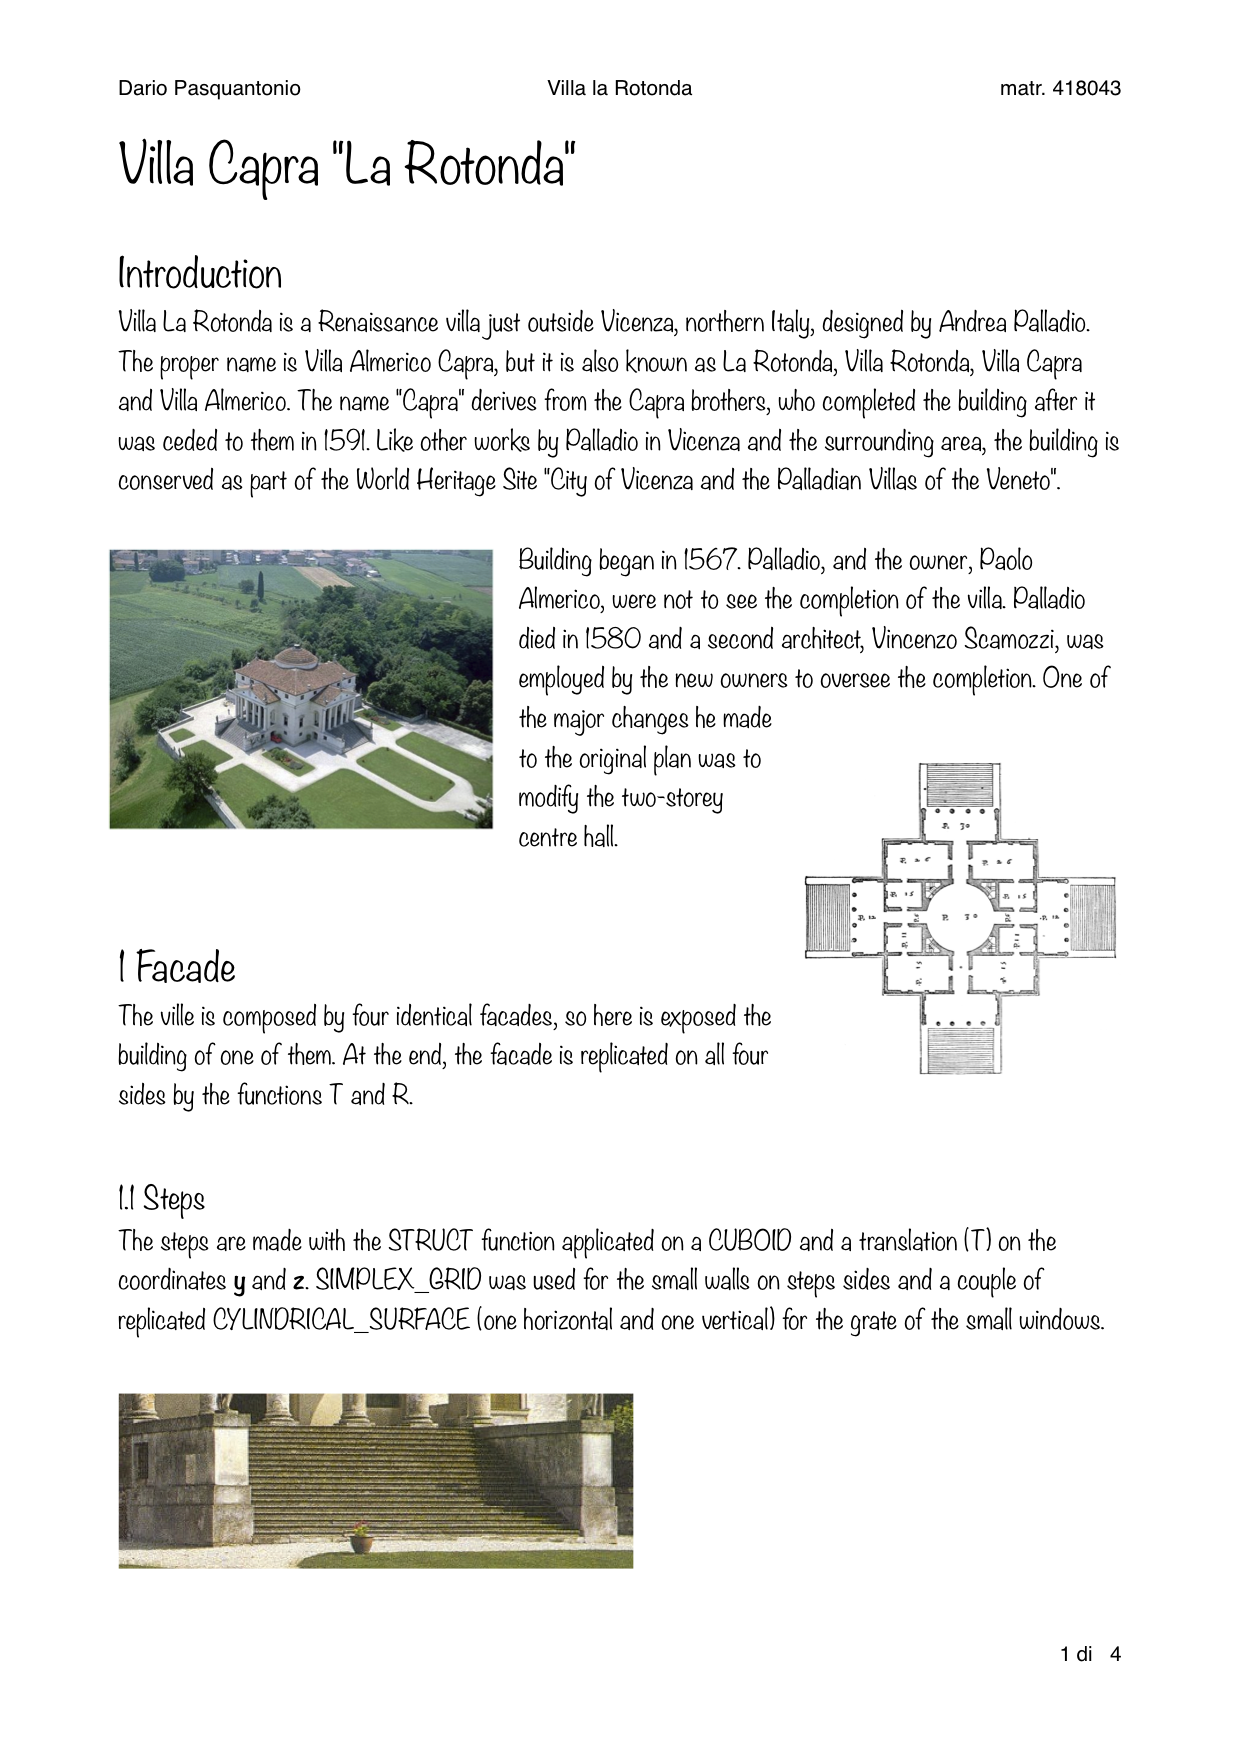 Dario Pasquantonio Villa la Rotonda matr. 418043
Villa Capra "La Rotonda"
Introduction
Villa La Rotonda is a Renaissance villa just outside Vicenza, northern Italy, designed by Andrea Palladio.
The proper name is Villa Almerico Capra, but it is also known as La Rotonda, Villa Rotonda, Villa Capra
and Villa Almerico. The name "Capra" derives from the Capra brothers, who completed the building after it
was ceded to them in 1591. Like other works by Palladio in Vicenza and the surrounding area, the building is
conserved as part of the World Heritage Site "City of Vicenza and the Palladian Villas of the Veneto".
Building began in 1567. Palladio, and the owner, Paolo
Almerico, were not to see the completion of the villa. Palladio
died in 1580 and a second architect, Vincenzo Scamozzi, was
employed by the new owners to oversee the completion. One of
the major changes he made
to the original plan was to
modify the two-storey
centre hall.
1 Facade
The ville is composed by four identical facades, so here is exposed the
building of one of them. At the end, the facade is replicated on all four
sides by the functions T and R.
1.1 Steps
The steps are made with the STRUCT function applicated on a CUBOID and a translation (T) on the
coordinates y and z. SIMPLEX_GRID was used for the small walls on steps sides and a couple of
replicated CYLINDRICAL_SURFACE (one horizontal and one vertical) for the grate of the small windows.
1 di 4